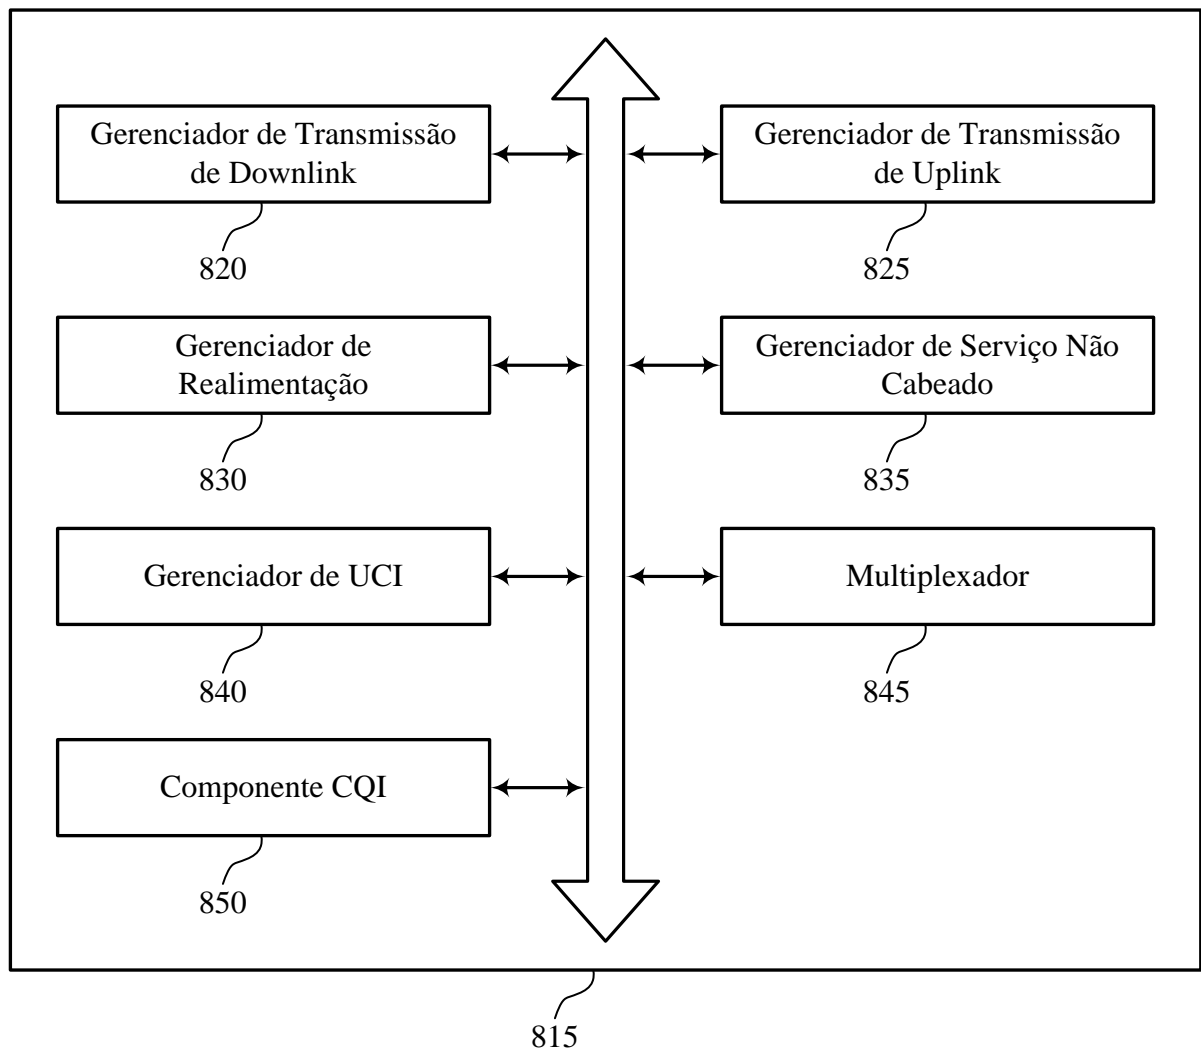 Gerenciador de Transmissão
de Downlink
820
Gerenciador de Transmissão
de Uplink
825
Gerenciador de
Realimentação
830
Gerenciador de Serviço Não
Cabeado
835
Gerenciador de UCI
840
Multiplexador
845
Componente CQI
850
815